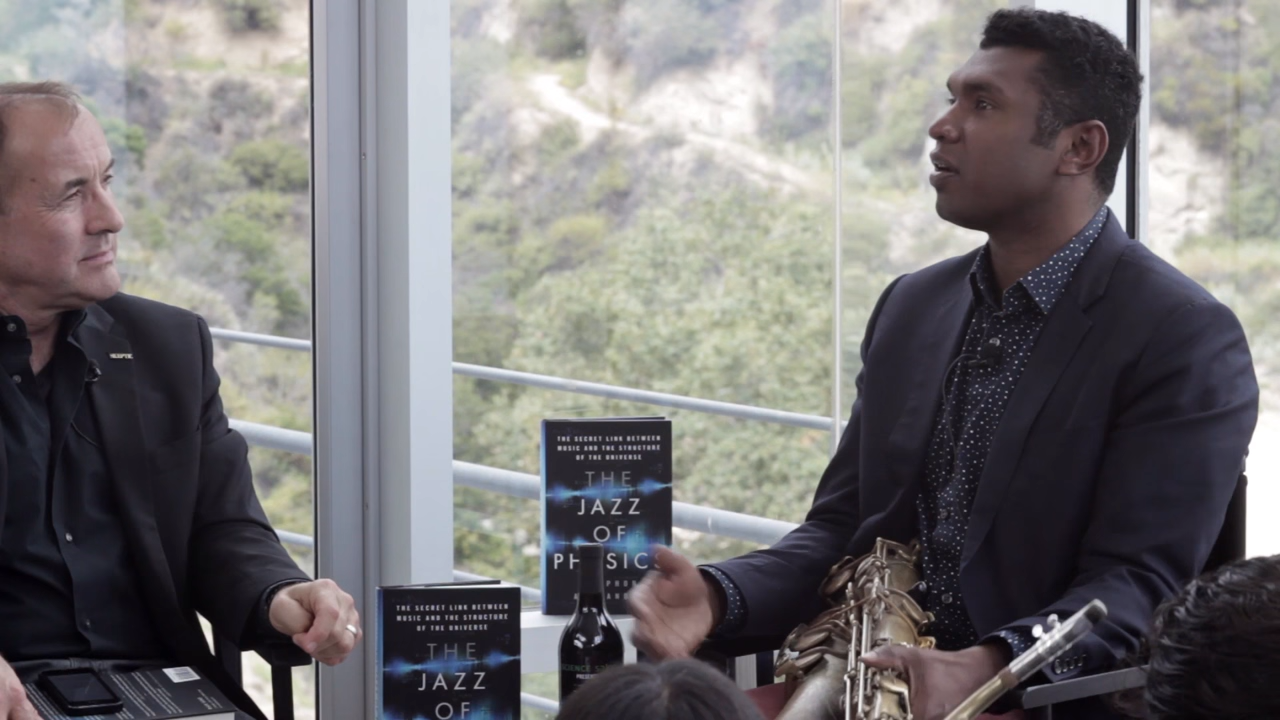 THE SECRET LINK BETWEEN
MUSIC AND THE STRUCTURE
OF THE UNIVERSE
THE
JAZZ
OF
PHYSICS
THE SECRET LINK BETWEEN
MUSIC AND THE STRUCTURE
OF THE UNIVERSE
THE
JAZZ
OF